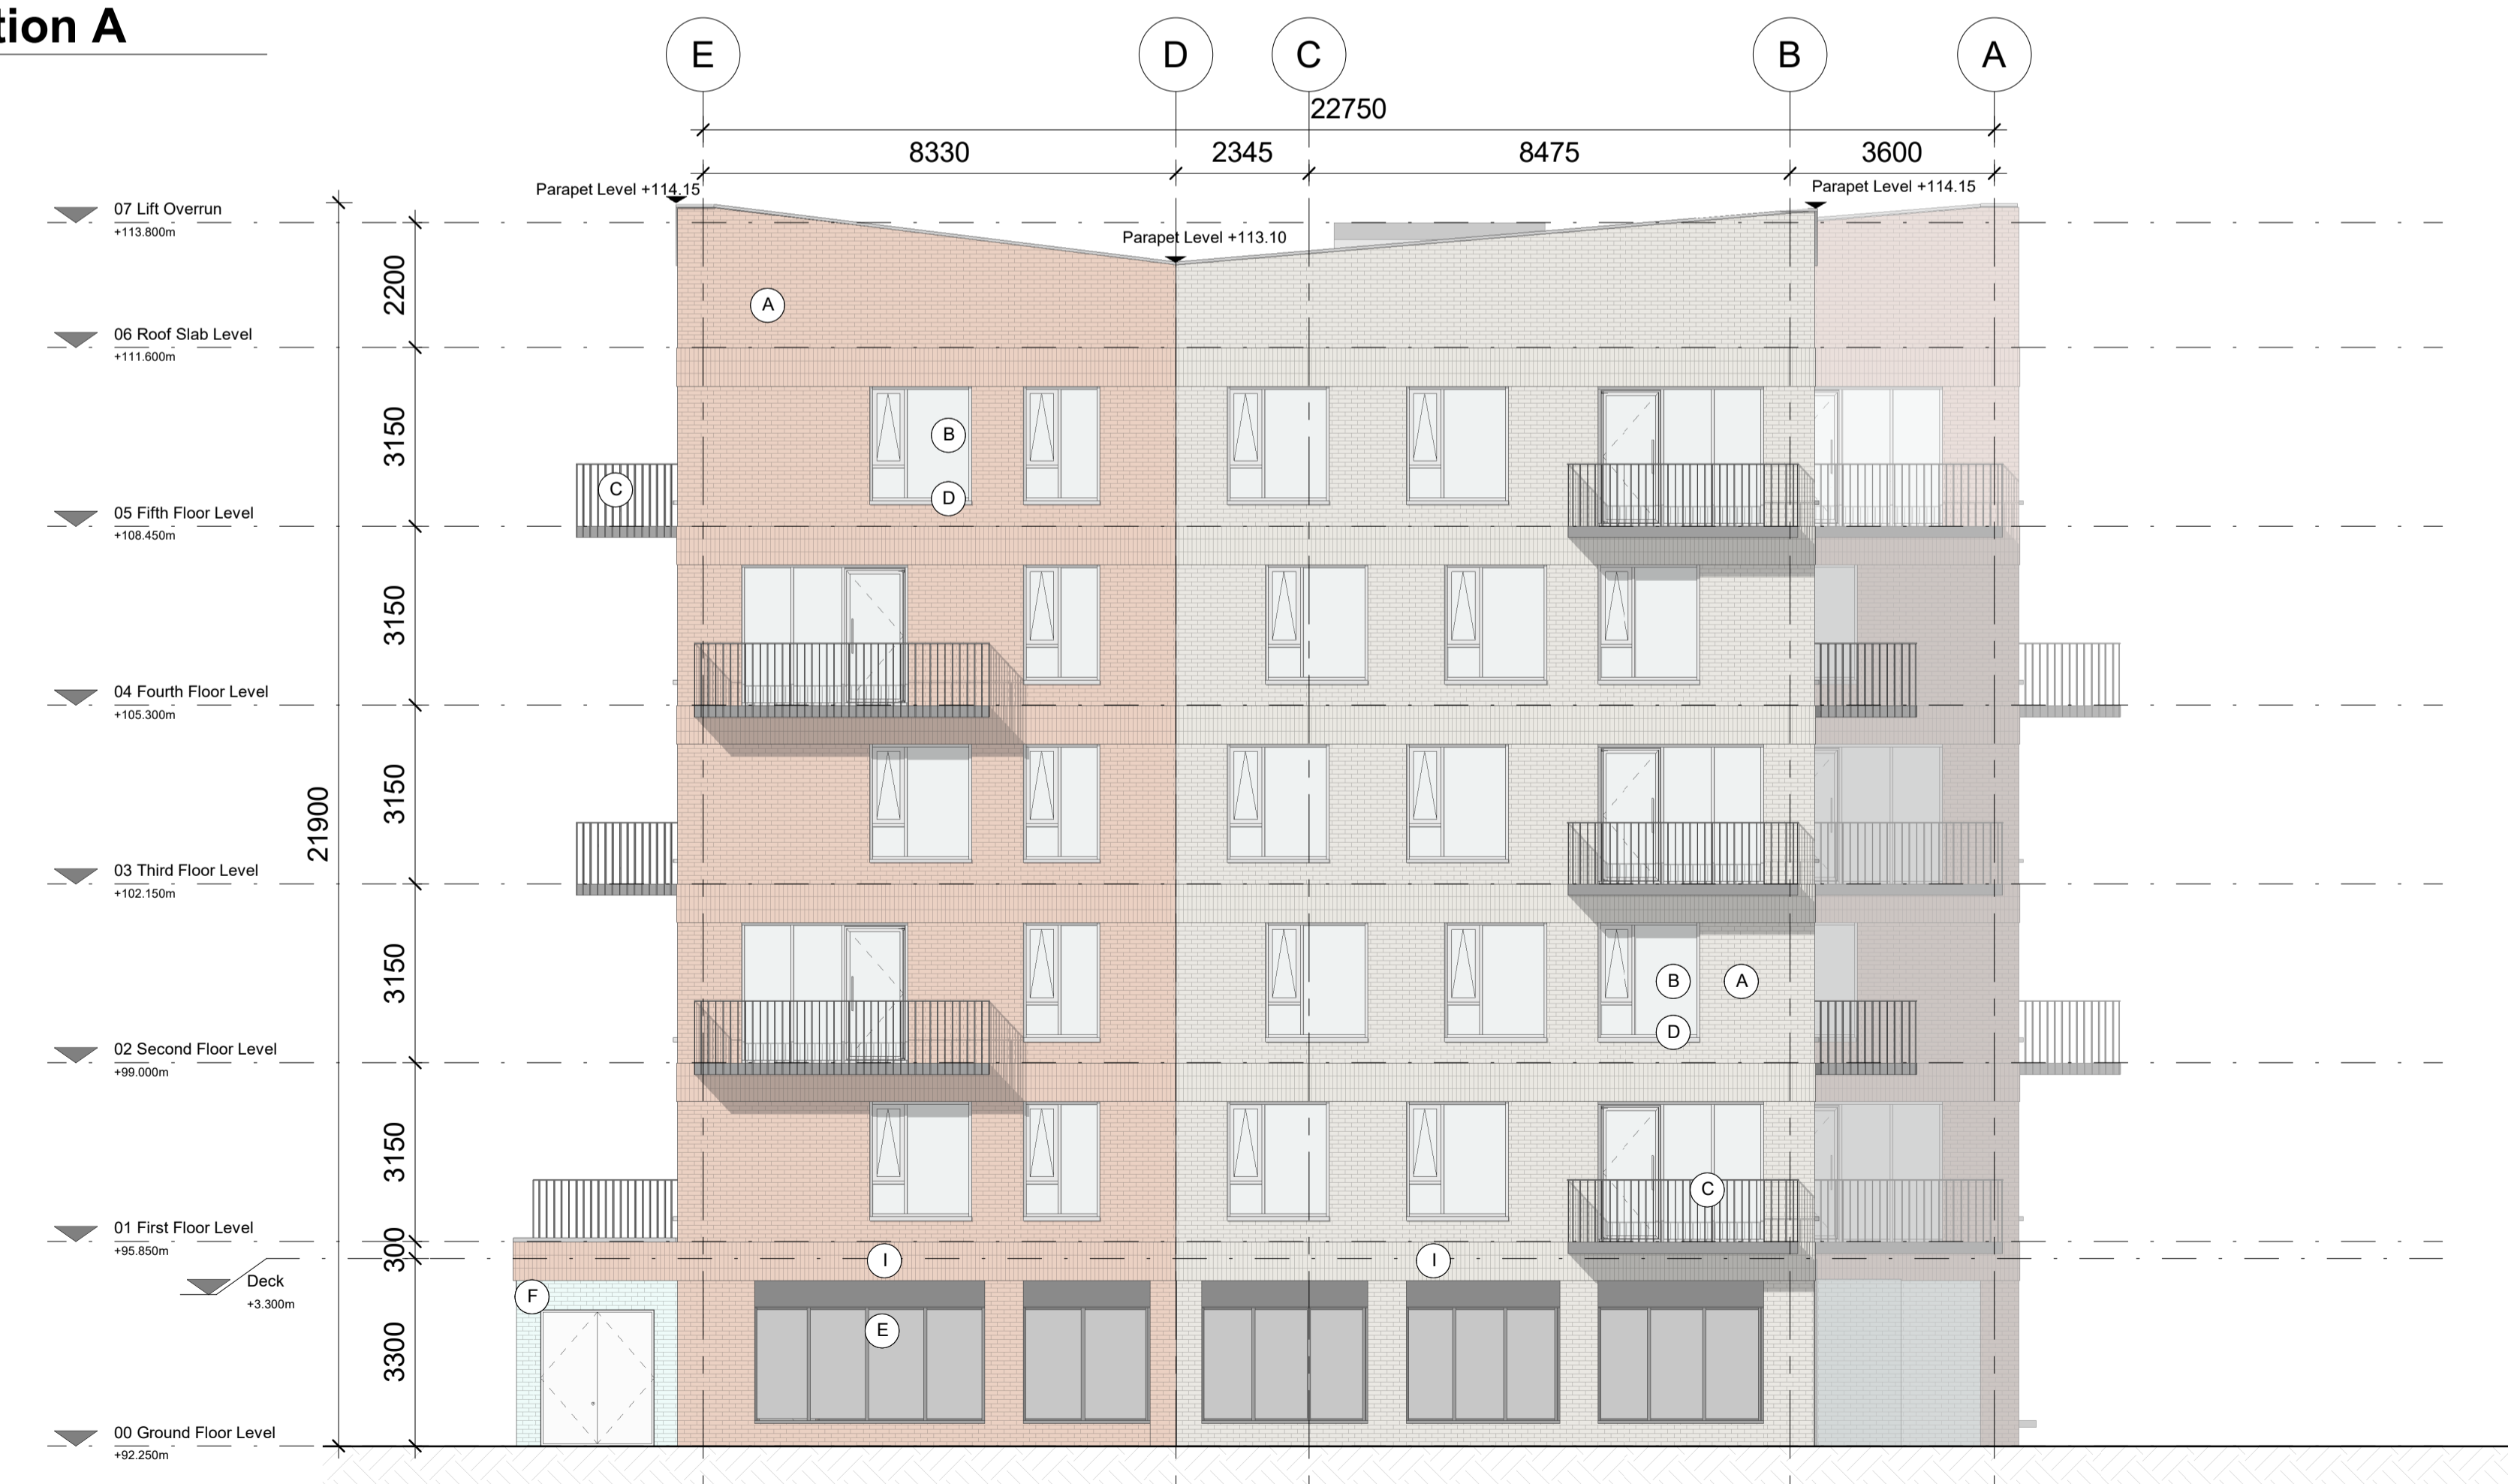 tion A
E
D
C
B
A
22750
8330
2345
8475
3600
Parapet Level +114.15
Parapet Level +114.15
07 Lift Overrun
+113.800m
Parapet Level +113.10
2200
A
06 Roof Slab Level
+111.600m
3150
B
C
D
05 Fifth Floor Level
+108.450m
3150
04 Fourth Floor Level
+105.300m
3150
21900
03 Third Floor Level
+102.150m
3150
B
A
D
02 Second Floor Level
+99.000m
3150
C
01 First Floor Level
+95.850m
300
I
I
Deck
+3.300m
F
E
3300
00 Ground Floor Level
+92.250m